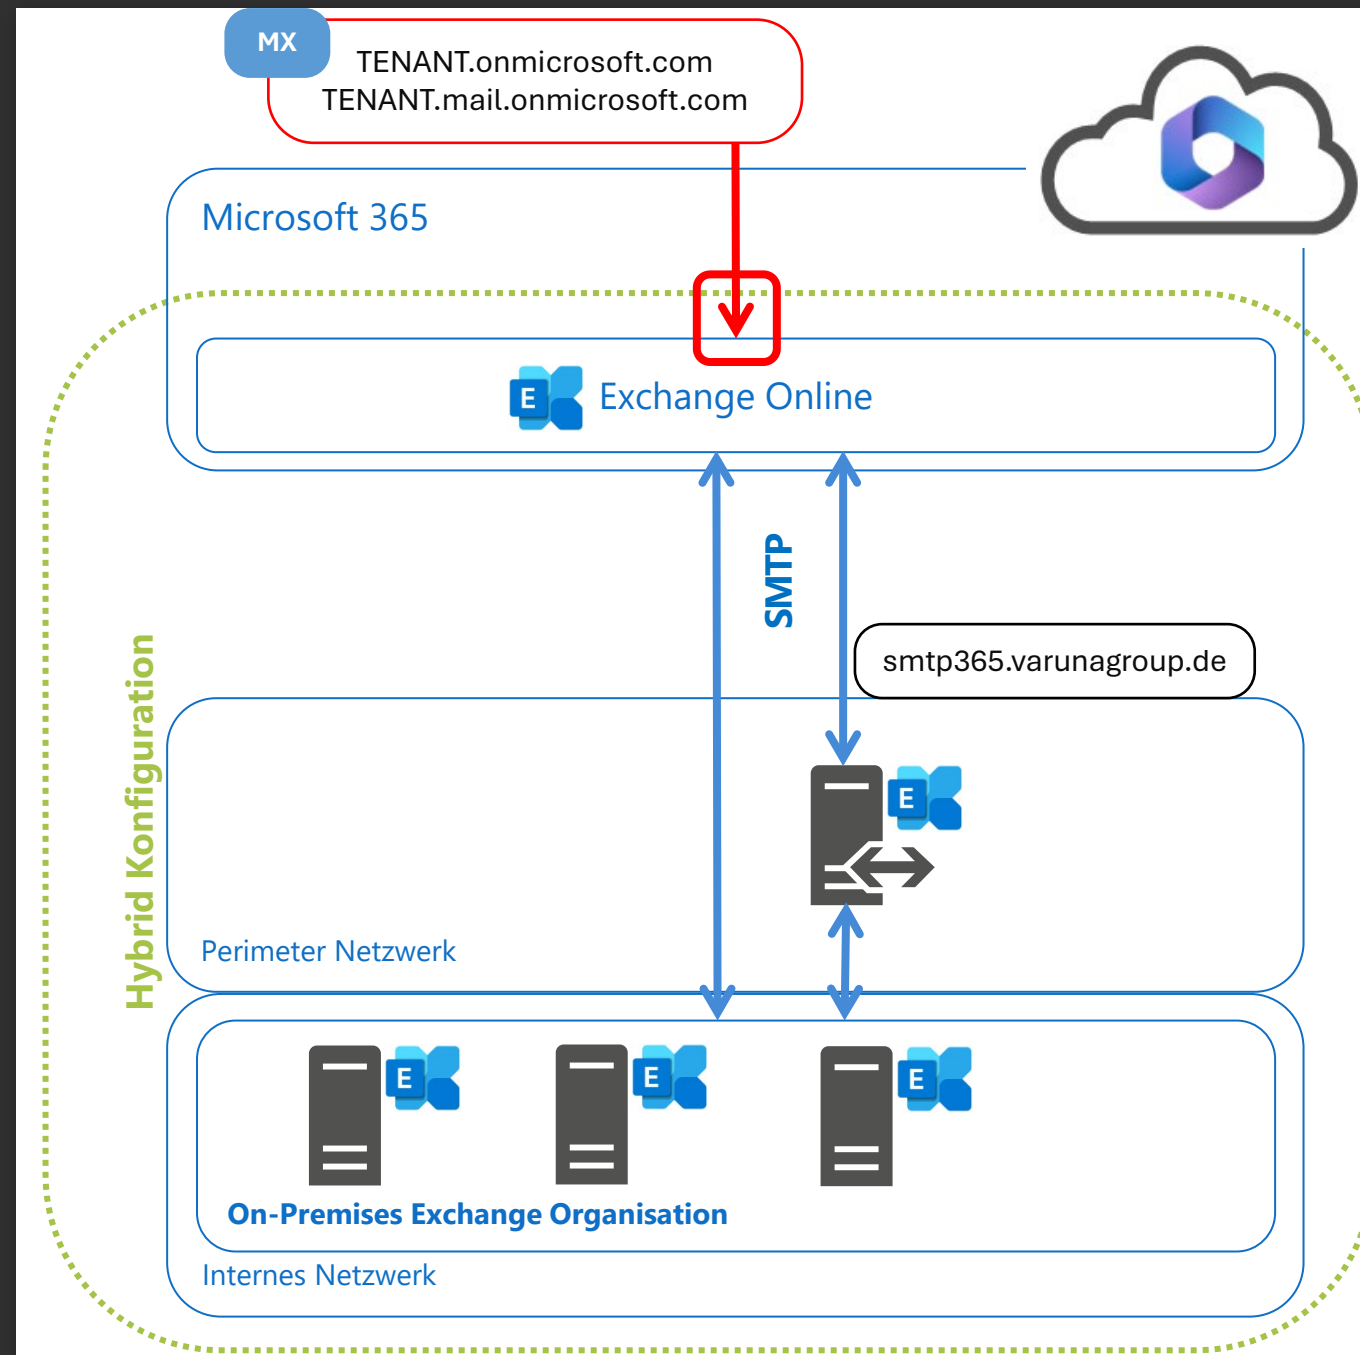 MX
TENANT.onmicrosoft.com
TENANT.mail.onmicrosoft.com
Microsoft 365
E
Exchange Online
SMTP
smtp365.varunagroup.de
Hybrid Konfiguration
E
Perimeter Netzwerk
E
E
E
On-Premises Exchange Organisation
Internes Netzwerk